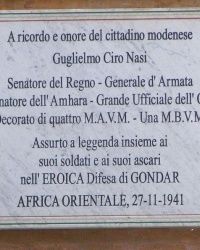 A ricordo e onore del cittadino modenese
Guglielmo Ciro Nasi
Senatore del Regno - Generale d' Armata
natore dell' Amhara - Grande Ufficiale dell'
Decorato di quattro M.A.V.M. - Una M.B.V.M
Assurto a leggenda insieme ai
suoi soldati e ai suoi ascari
nell' EROICA Difesa di GONDAR
AFRICA ORIENTALE, 27-11-1941